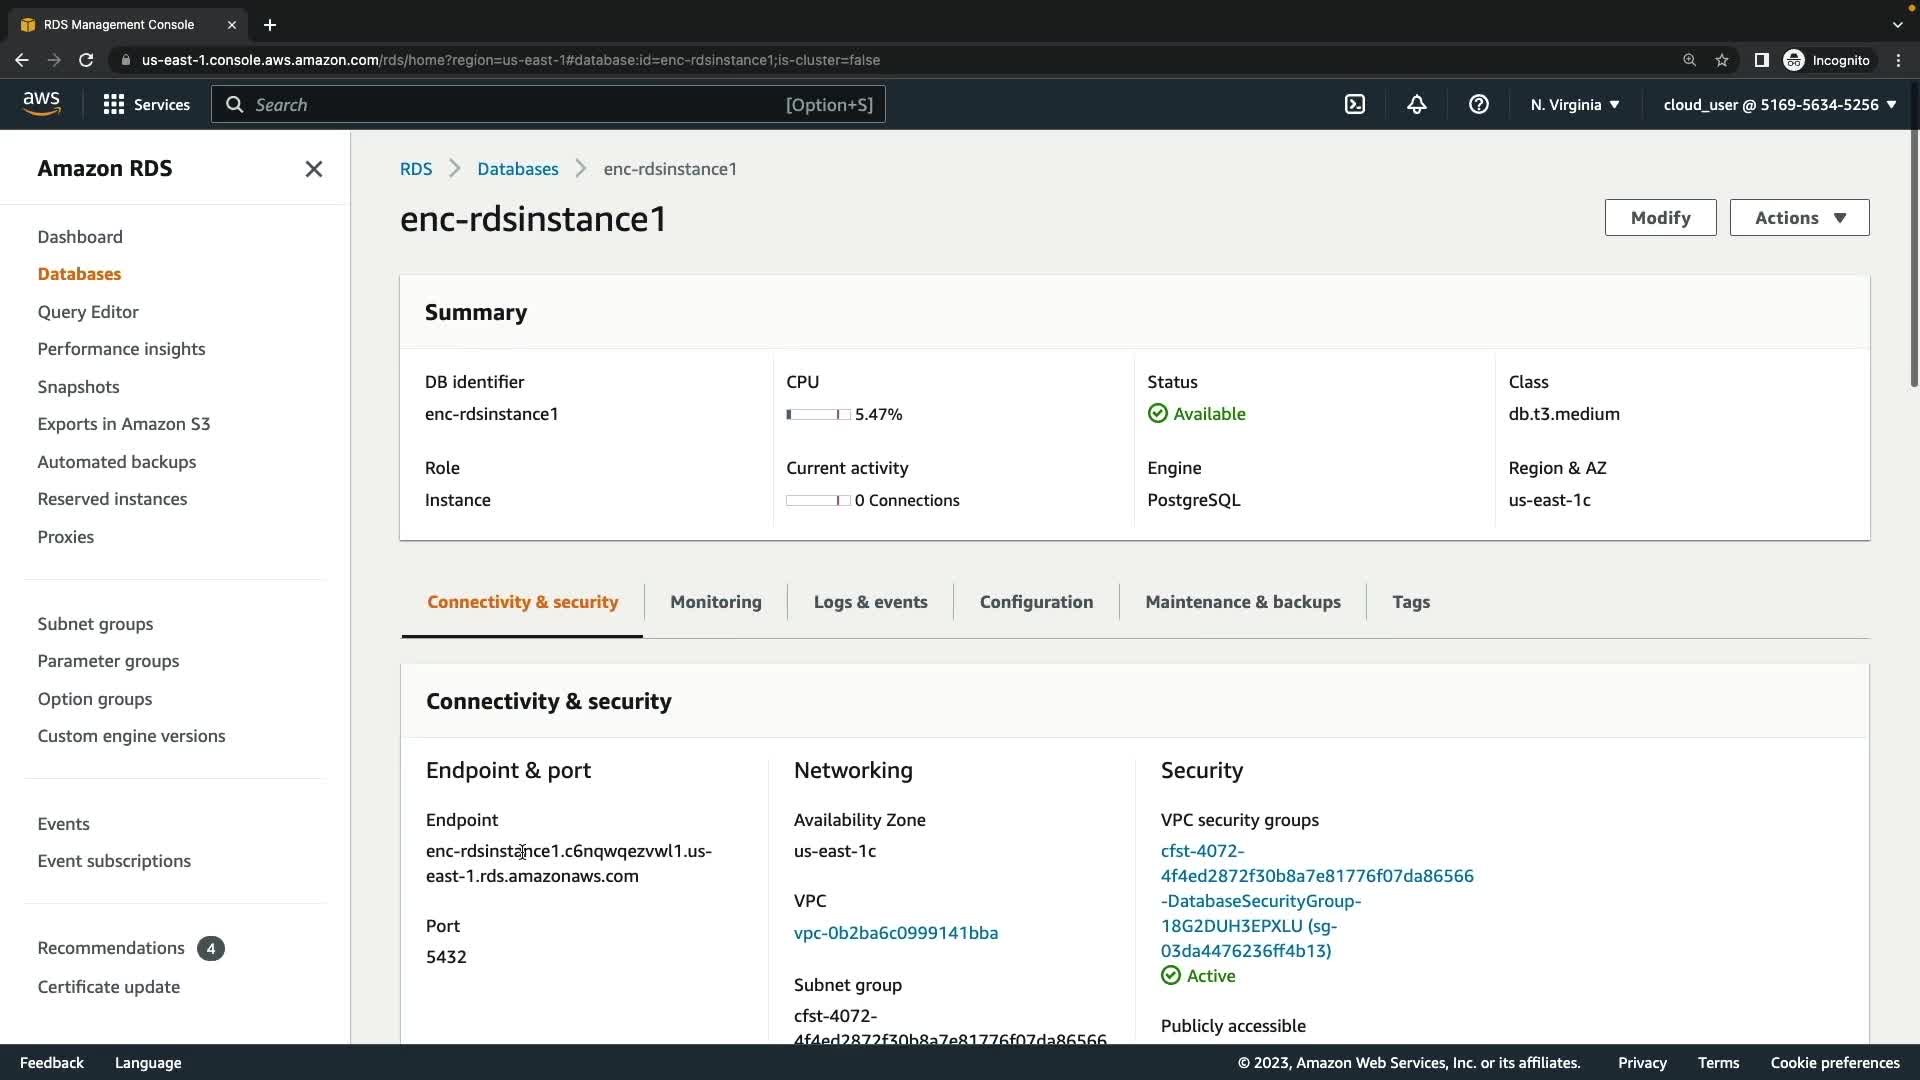 RDS Management Console
us-east-1.console.aws.amazon.com/rds/home?region=us-east-1#database:id=enc-rdsinstance1;is-cluster=false
Incognito
aws
Services
Search
[Option+S]
N. Virginia
cloud_user @ 5169-5634-5256
Amazon RDS
Dashboard
Databases
Query Editor
Performance insights
Snapshots
Exports in Amazon S3
Automated backups
Reserved instances
Proxies
Subnet groups
Parameter groups
Option groups
Custom engine versions
Events
Event subscriptions
Recommendations 4
Certificate update
RDS
Databases
enc-rdsinstance1
enc-rdsinstance1
Modify
Actions
Summary
DB identifier
enc-rdsinstance1
CPU
5.47%
Status
Available
Class
db.t3.medium
Role
Instance
Current activity
0 Connections
Engine
PostgreSQL
Region & AZ
us-east-1c
Connectivity & security
Monitoring
Logs & events
Configuration
Maintenance & backups
Tags
Connectivity & security
Endpoint & port
Endpoint
enc-rdsinstance1.c6nqwqezvwl1.us-
east-1.rds.amazonaws.com
Port
5432
Networking
Availability Zone
us-east-1c
VPC
vpc-0b2ba6c0999141bba
Subnet group
cfst-4072-
4f4ed2872f30b8a7e81776f07da86566
Security
VPC security groups
cfst-4072-
4f4ed2872f30b8a7e81776f07da86566
-DatabaseSecurityGroup-
18G2DUH3EPXLU (sg-
03da4476236ff4b13)
Active
Publicly accessible
Feedback
Language
© 2023, Amazon Web Services, Inc. or its affiliates.
Privacy
Terms
Cookie preferences